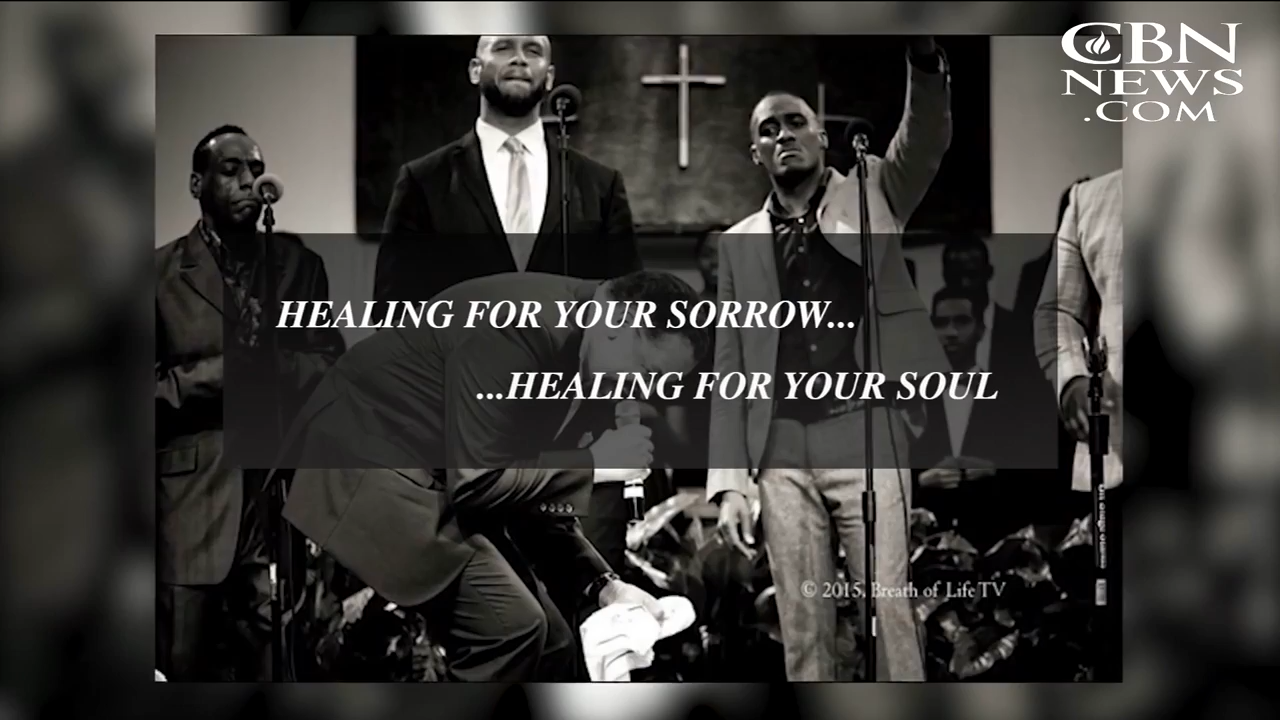 CBN
NEWS
.COM
HEALING FOR YOUR SORROW...
...HEALING FOR YOUR SOUL
© 2015, Breath of Life TV